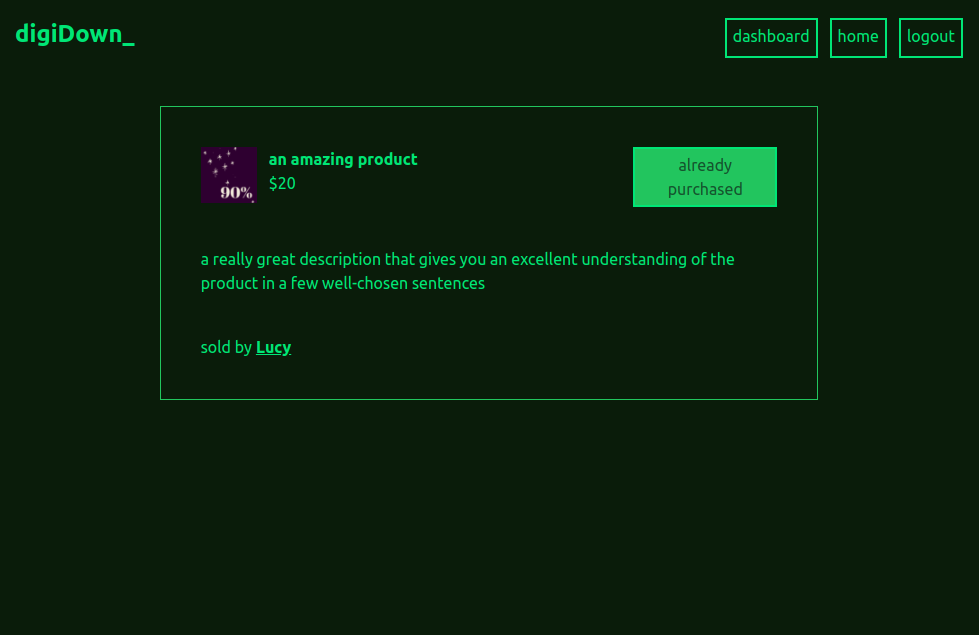 digiDown_
dashboard
home
logout
an amazing product
$20
90%
already
purchased
a really great description that gives you an excellent understanding of the
product in a few well-chosen sentences
sold by Lucy